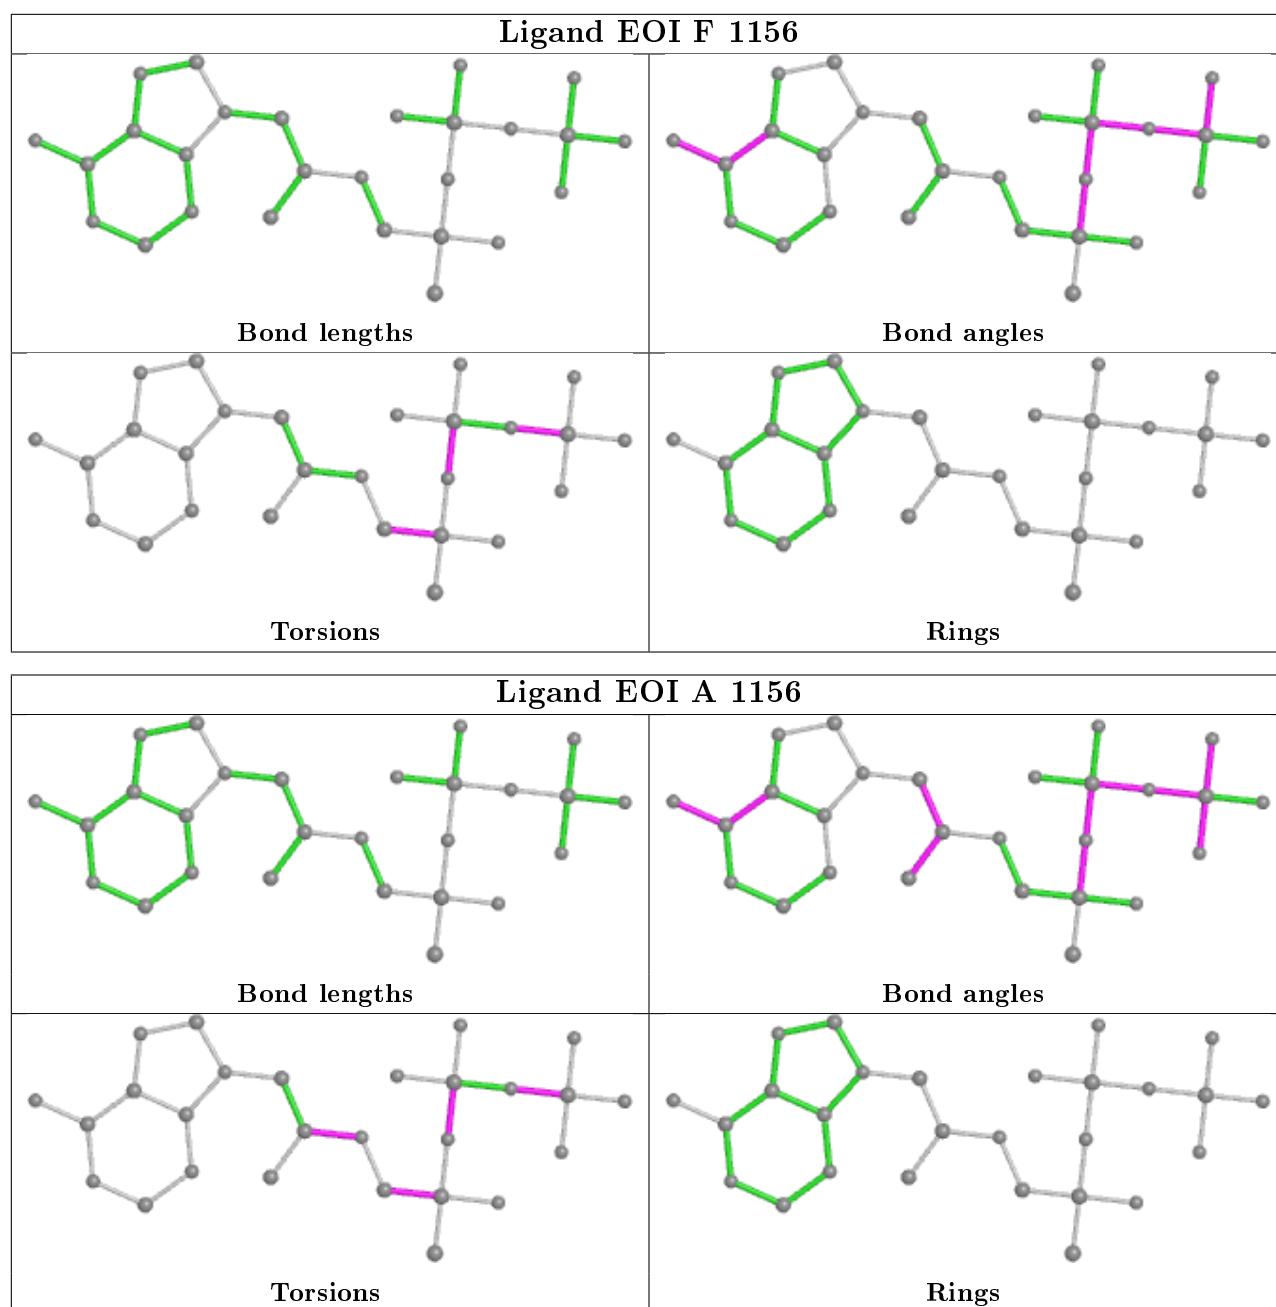 Ligand EOI F 1156
Bond lengths
Bond angles
Torsions
Rings
Ligand EOI A 1156
Bond lengths
Bond angles
Torsions
Rings